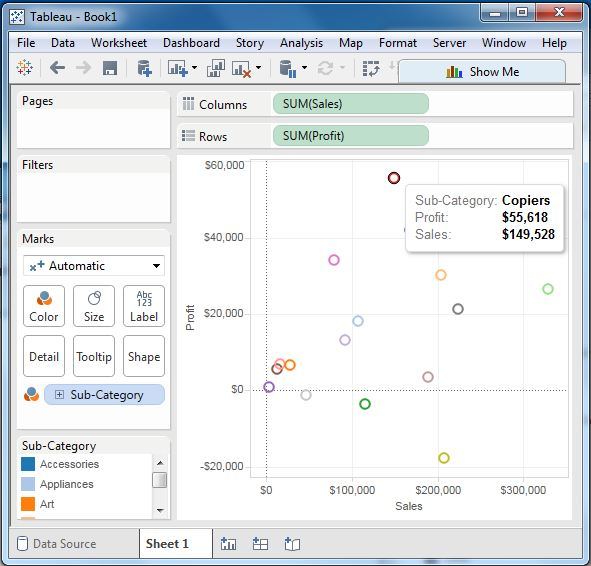 Tableau - Book1
File Data Worksheet Dashboard Story Analysis Map Format Server Window Help
Show Me
Pages
Columns SUM(Sales)
Rows SUM(Profit)
Filters
Marks
Automatic
Color Size Abc 123 Label
Detail Tooltip Shape
Sub-Category
Sub-Category
Accessories
Appliances
Art
$60,000
$40,000
$20,000
$0
-$20,000
Profit
Sub-Category: Copiers
Profit: $55,618
Sales: $149,528
$0 $100,000 $200,000 $300,000
Sales
Data Source Sheet 1